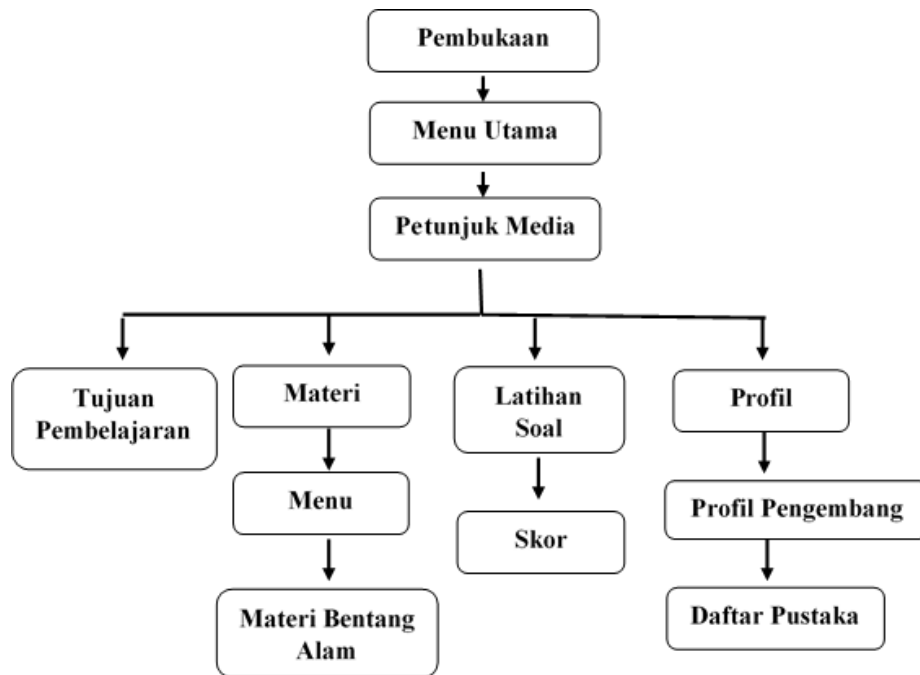 Pembukaan
Menu Utama
Petunjuk Media
Tujuan
Pembelajaran
Materi
Latihan
Soal
Profil
Menu
Skor
Profil Pengembang
Materi Bentang
Alam
Daftar Pustaka